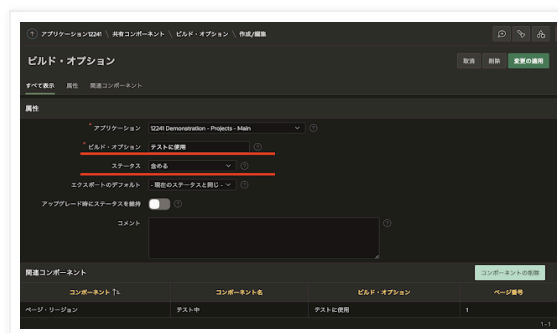 アプリケーション12241 \ 共有コンポーネント \ ビルド・オプション \ 作成/編集
ビルド・オプション
取消 削除 変更の適用
すべて表示 属性 関連コンポーネント
属性
* アプリケーション 12241 Demonstration - Projects - Main
* ビルド・オプション テストに使用
ステータス 含める
エクスポートのデフォルト - 現在のステータスと同じ -
アップグレード時にステータスを維持
コメント
関連コンポーネント コンポーネントの削除
コンポーネント ↑ コンポーネント名 ビルド・オプション ページ番号
ページ・リージョン テスト中 テストに使用 1
1 - 1